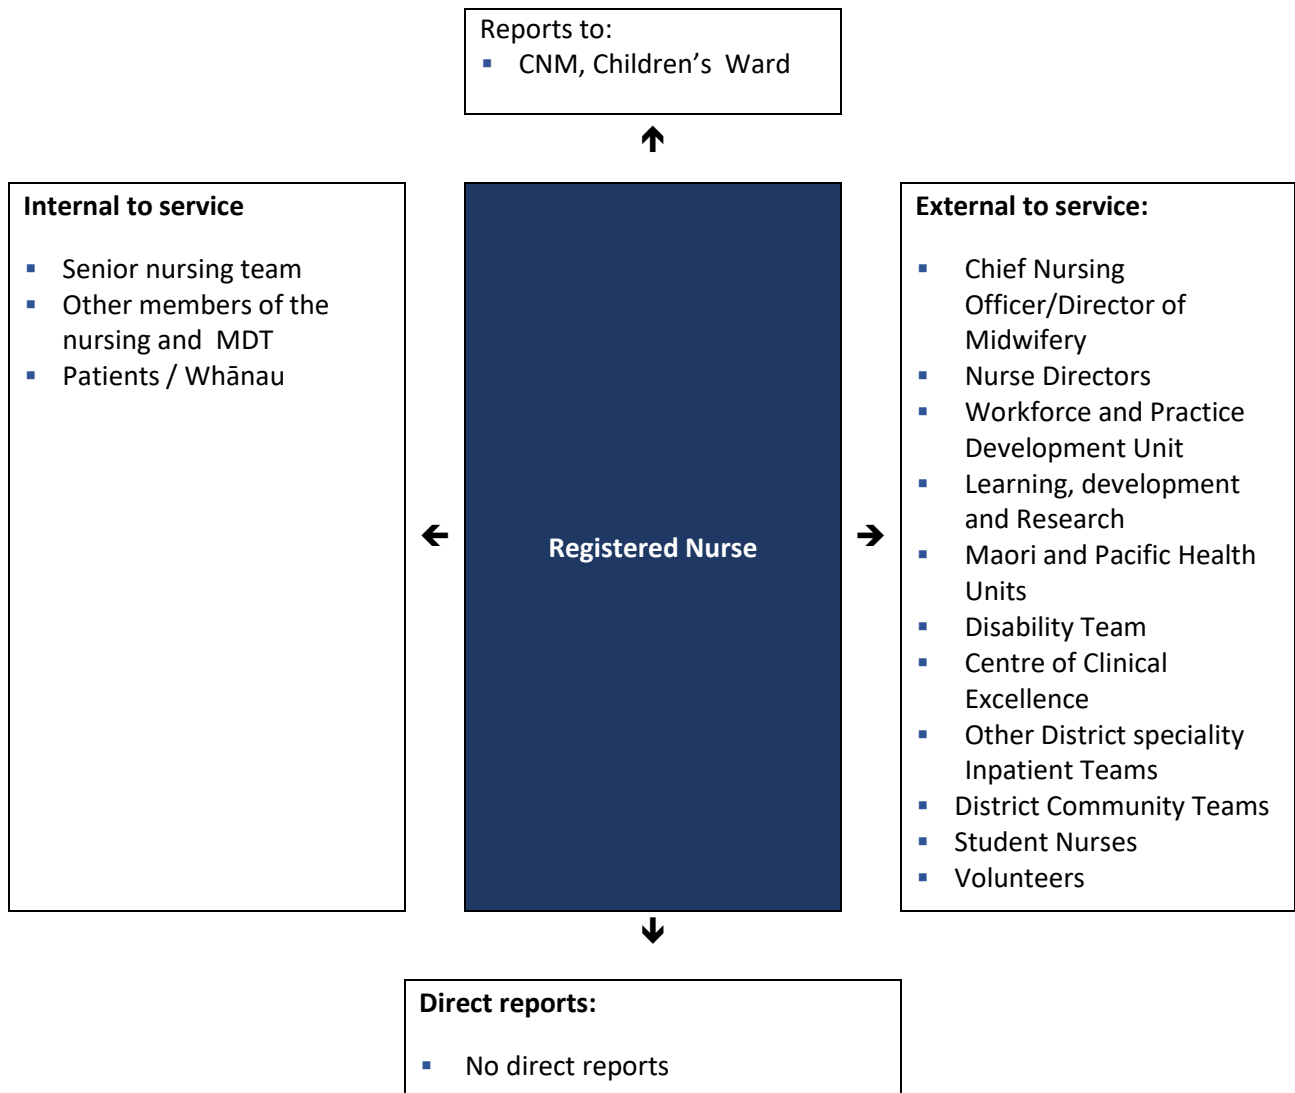 Reports to:
▪ CNM, Children’s  Ward
🡹
Internal to service
▪ Senior nursing team
▪ Other members of the
nursing and  MDT
▪ Patients / Whānau
🡸
Registered Nurse
🡺
External to service:
▪ Chief Nursing
Officer/Director of
Midwifery
▪ Nurse Directors
▪ Workforce and Practice
Development Unit
▪ Learning, development
and Research
▪ Maori and Pacific Health
Units
▪ Disability Team
▪ Centre of Clinical
Excellence
▪ Other District speciality
Inpatient Teams
▪ District Community Teams
▪ Student Nurses
▪ Volunteers
🡻
Direct reports:
▪ No direct reports